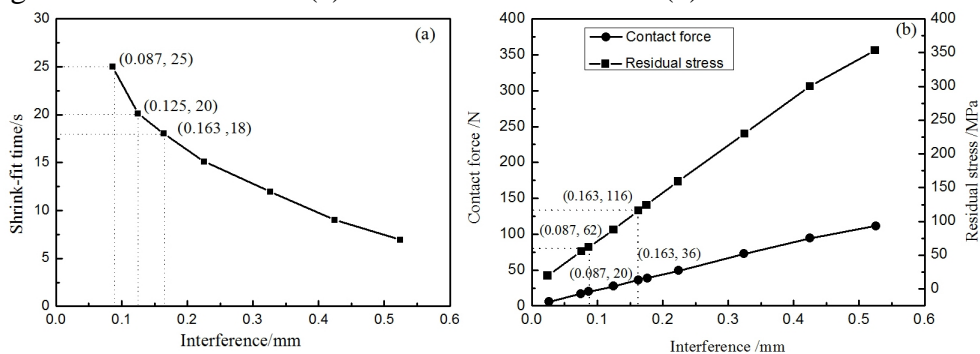 (a)
30
25
20
15
10
5
0
0.0 0.1 0.2 0.3 0.4 0.5 0.6
Shrink-fit time/s
Interference/mm
(0.087, 25)
(0.125, 20)
(0.163 ,18)
(b)
Contact force
Residual stress
400
350
300
250
200
150
100
50
0
0.0 0.1 0.2 0.3 0.4 0.5 0.6
Contact force /N
Interference /mm
(0.163, 116)
(0.087, 62)
(0.163, 36)
(0.087, 20)
400
350
300
250
200
150
100
50
0
Residual stress /MPa